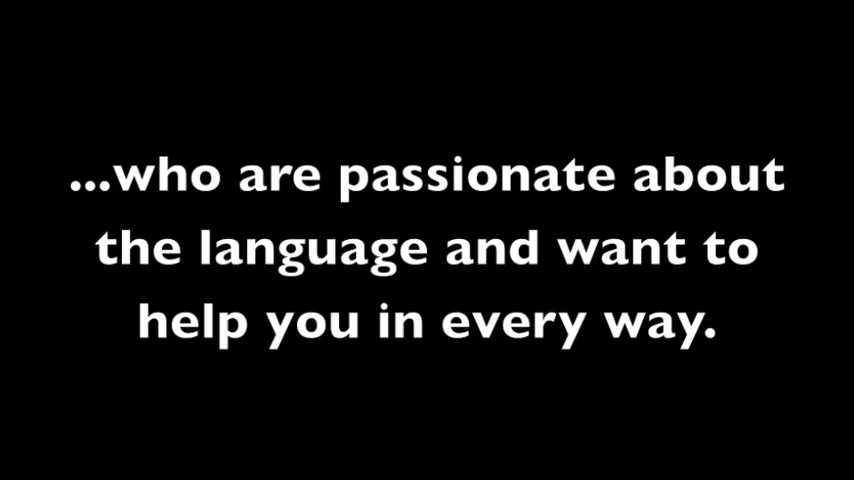 ...who are passionate about
the language and want to
help you in every way.